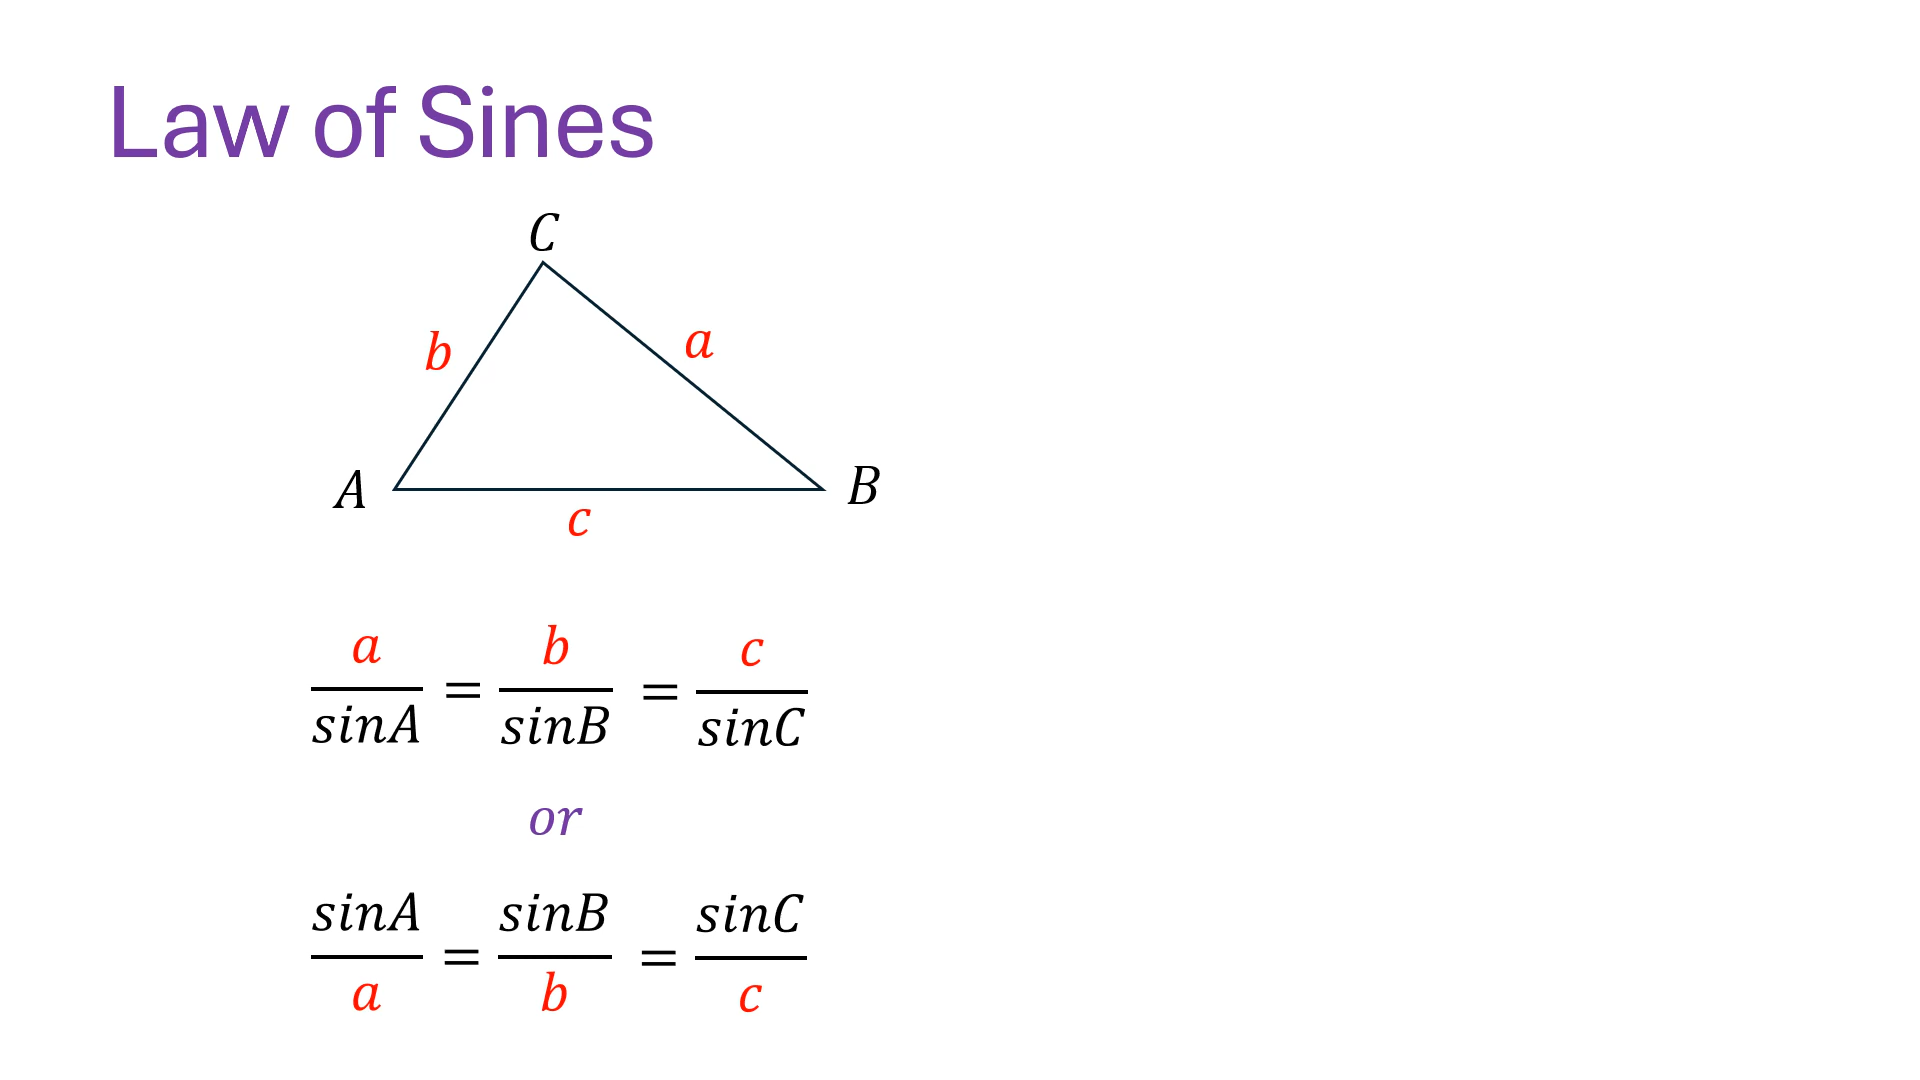 Law of Sines
C
b
a
A
B
c
a/sinA = b/sinB = c/sinC
or
sinA/a = sinB/b = sinC/c